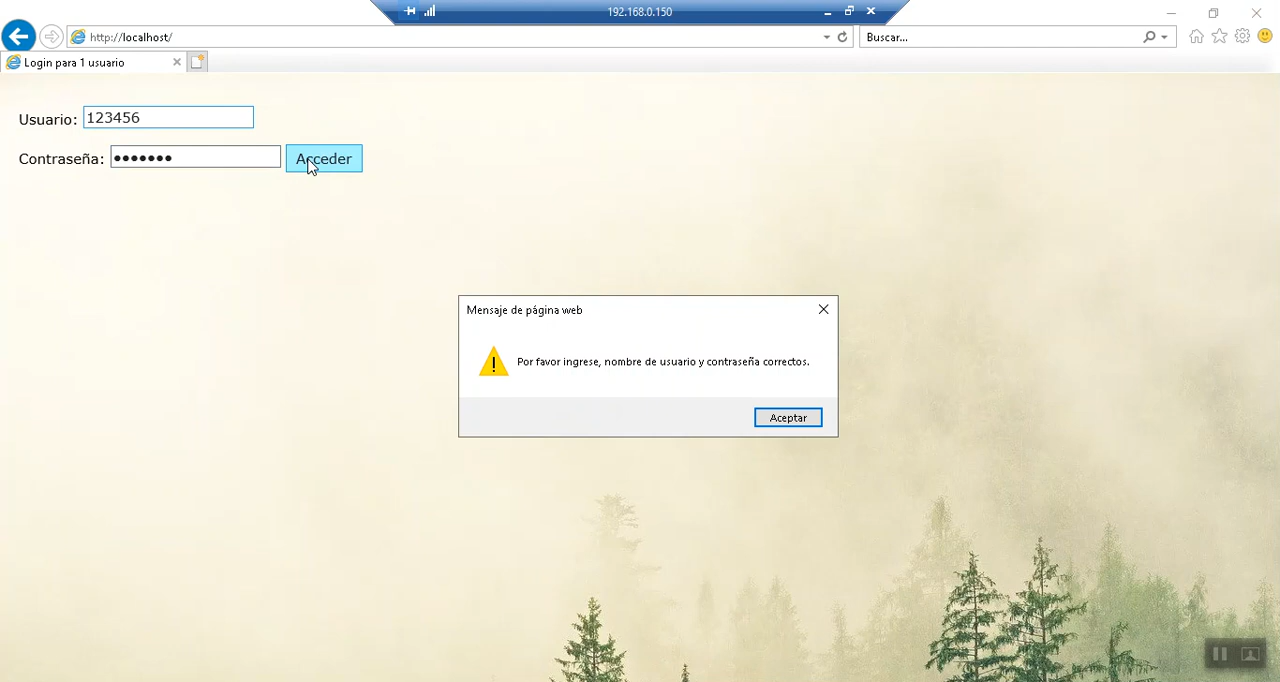 192.168.0.150
http://localhost/
Buscar...
Login para 1 usuario
Usuario: 123456
Contraseña: ●●●●●●● Acceder
Mensaje de página web
Por favor ingrese, nombre de usuario y contraseña correctos.
Aceptar